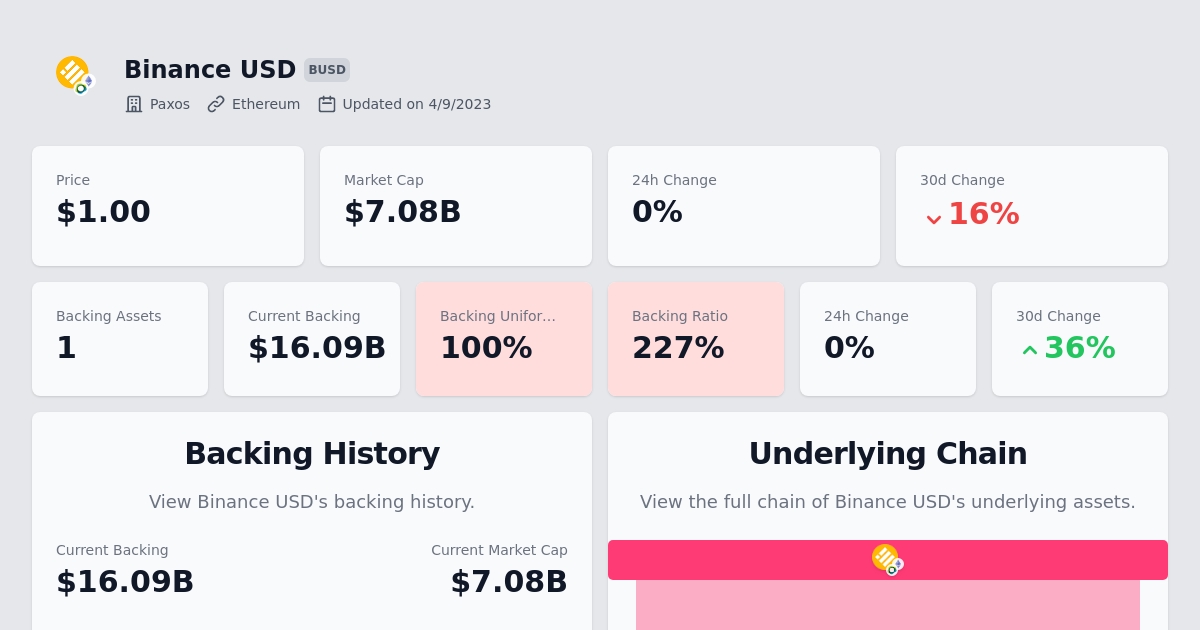 Binance USD BUSD
Paxos Ethereum Updated on 4/9/2023
Price
$1.00
Market Cap
$7.08B
24h Change
0%
30d Change
16%
Backing Assets
1
Current Backing
$16.09B
Backing Unifor…
100%
Backing Ratio
227%
24h Change
0%
30d Change
36%
Backing History
View Binance USD's backing history.
Current Backing
$16.09B
Current Market Cap
$7.08B
Underlying Chain
View the full chain of Binance USD's underlying assets.